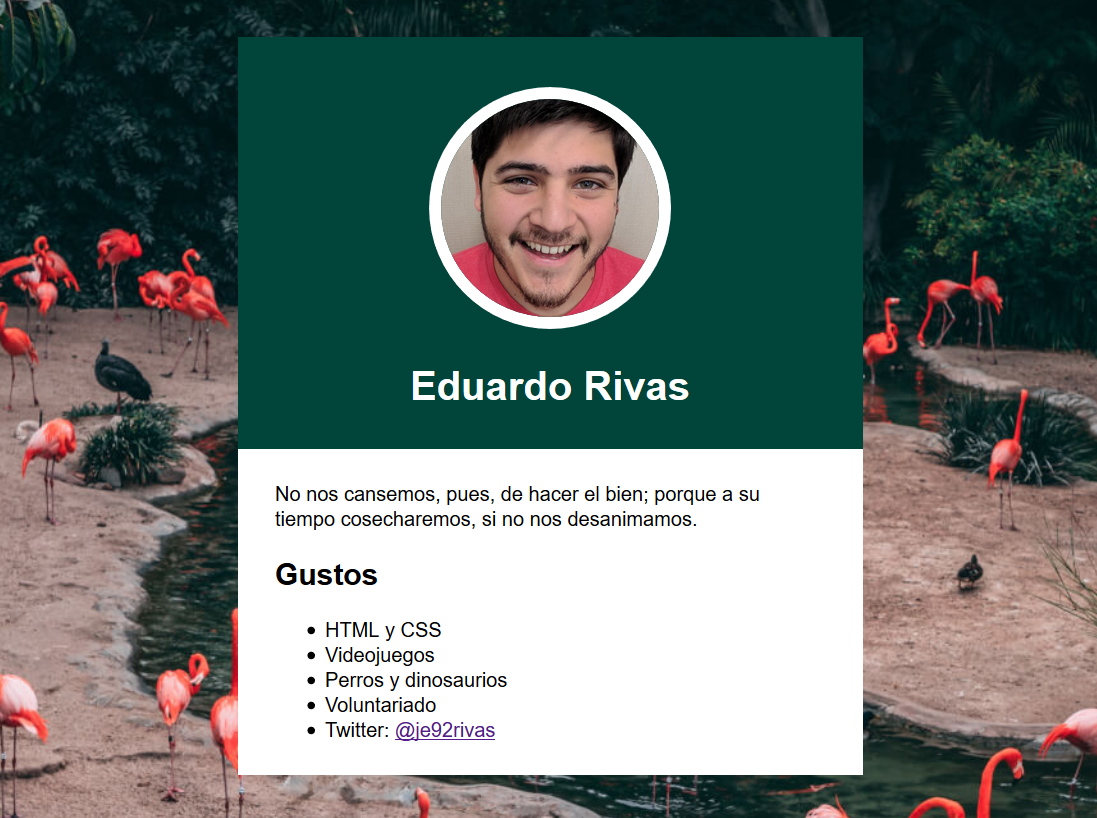 Eduardo Rivas
No nos cansemos, pues, de hacer el bien; porque a su
tiempo cosecharemos, si no nos desanimamos.
Gustos
HTML y CSS
Videojuegos
Perros y dinosaurios
Voluntariado
Twitter: @je92rivas